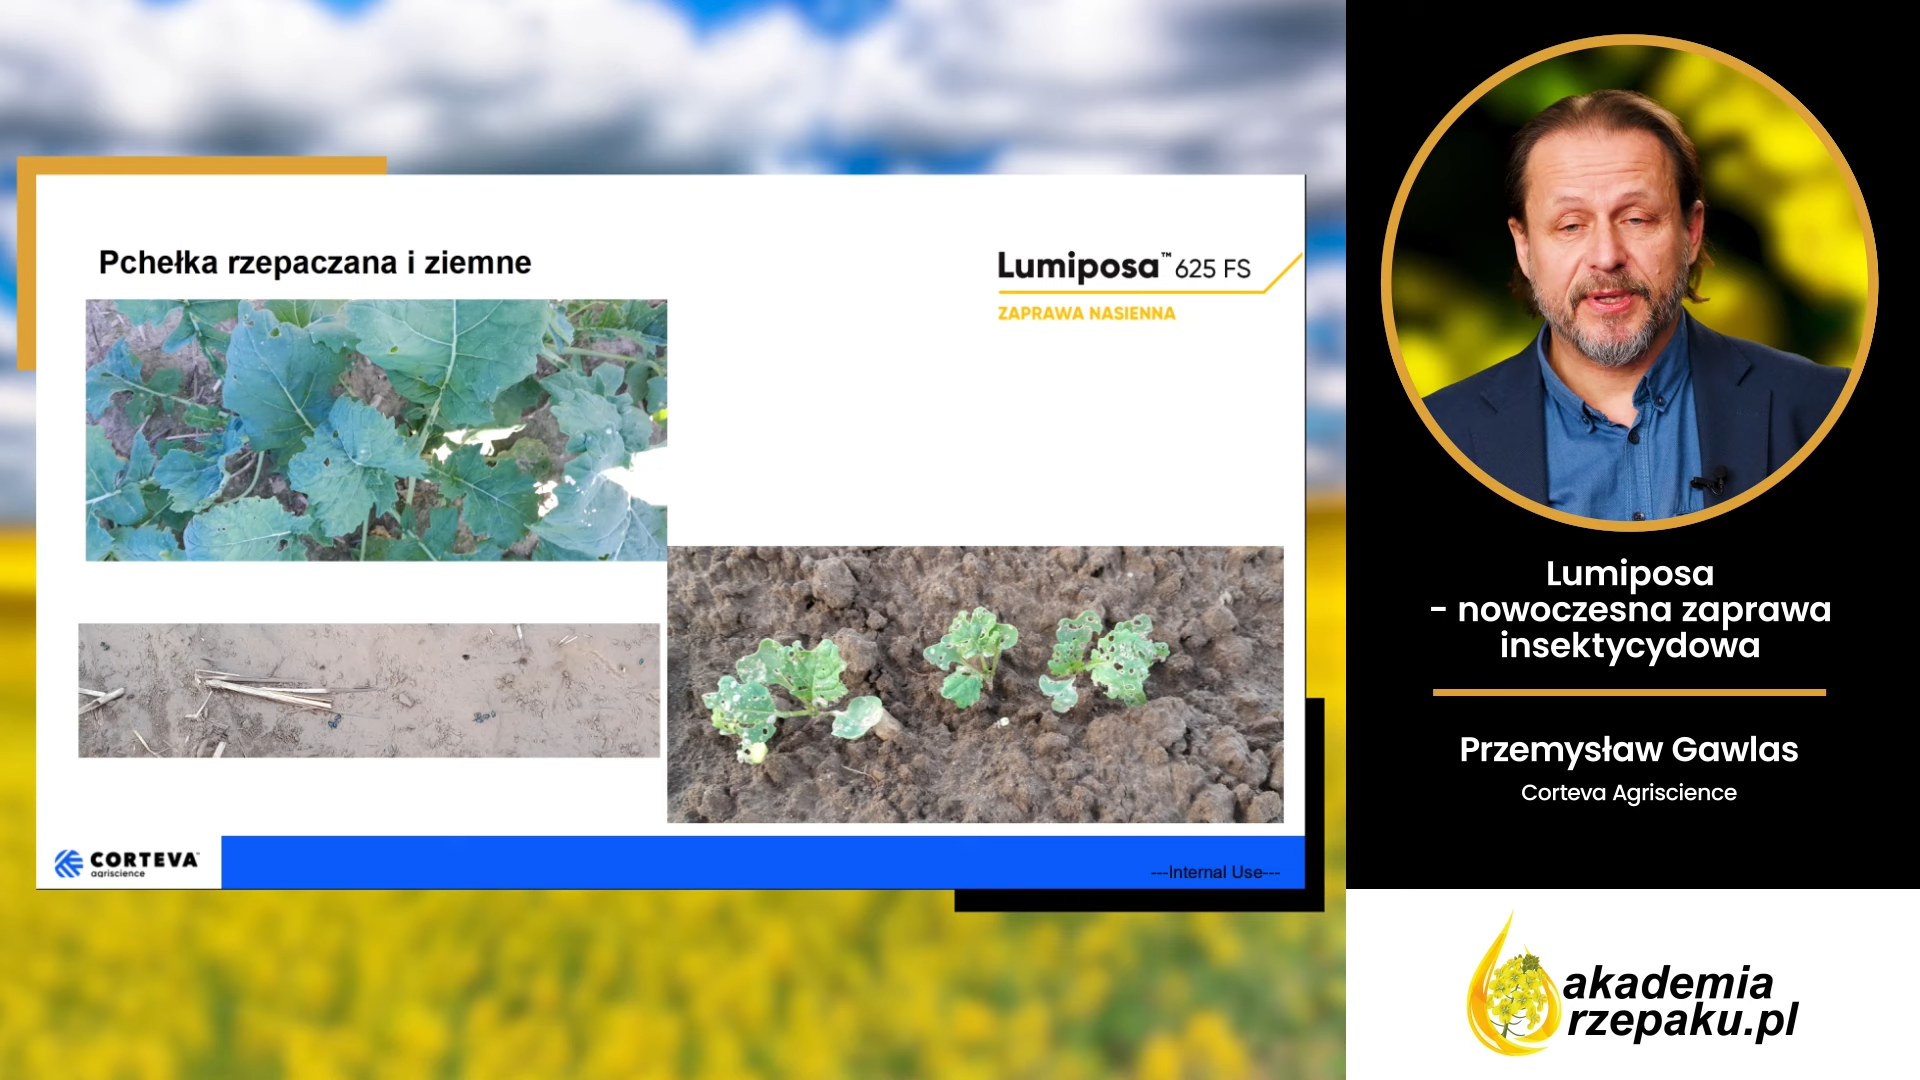 Pchełka rzepaczana i ziemne
Lumiposa™ 625 FS
ZAPRAWA NASIENNA
CORTEVA™
agriscience
---Internal Use---
Lumiposa
- nowoczesna zaprawa
insektycydowa
Przemysław Gawlas
Corteva Agriscience
akademia
rzepaku.pl